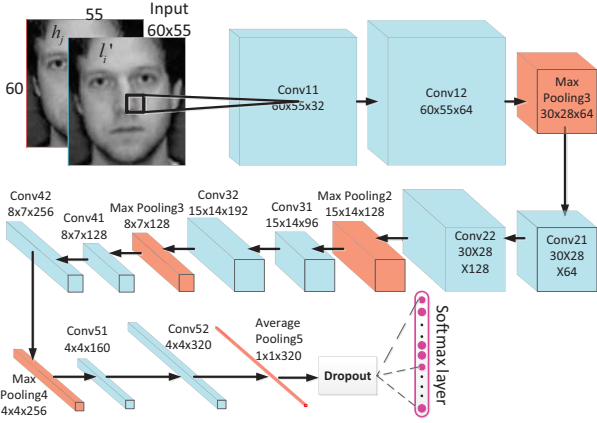 55
Input
60x55
h_j
l_i'
60
Conv11
60x55x32
Conv12
60x55x64
Max
Pooling3
30x28x64
Conv42
8x7x256
Conv41
8x7x128
Max Pooling3
8x7x128
Conv32
15x14x192
Conv31
15x14x96
Max Pooling2
15x14x128
Conv22
30X28
X128
Conv21
30X28
X64
Max
Pooling4
4x4x256
Conv51
4x4x160
Conv52
4x4x320
Average
Pooling5
1x1x320
Dropout
Softmax layer